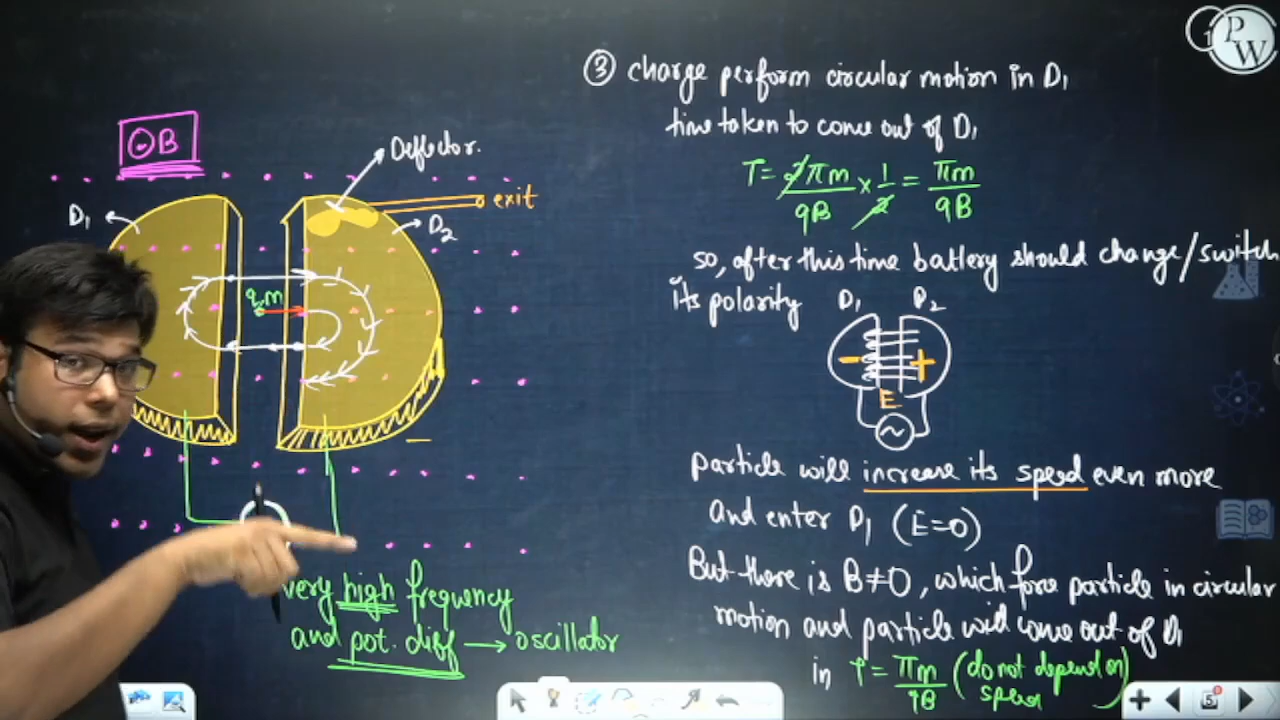 PW
③ charge perform circular motion in D₁
time taken to come out of D₁
T = 2πm/qB × 1/2 = πm/qB
so, after this time battery should change/switch
its polarity
D₁ D₂
- +
E
~
Particle will increase its speed even more
and enter D₁ (E=0)
But there is B≠0, which force particle in circular
motion and particle will come out of D₁
in T = πm/qB (do not depend on
speed)
⊙B
Deflector.
exit
D₁
D₂
q m
very high frequency
and pot. diff → oscillator
5